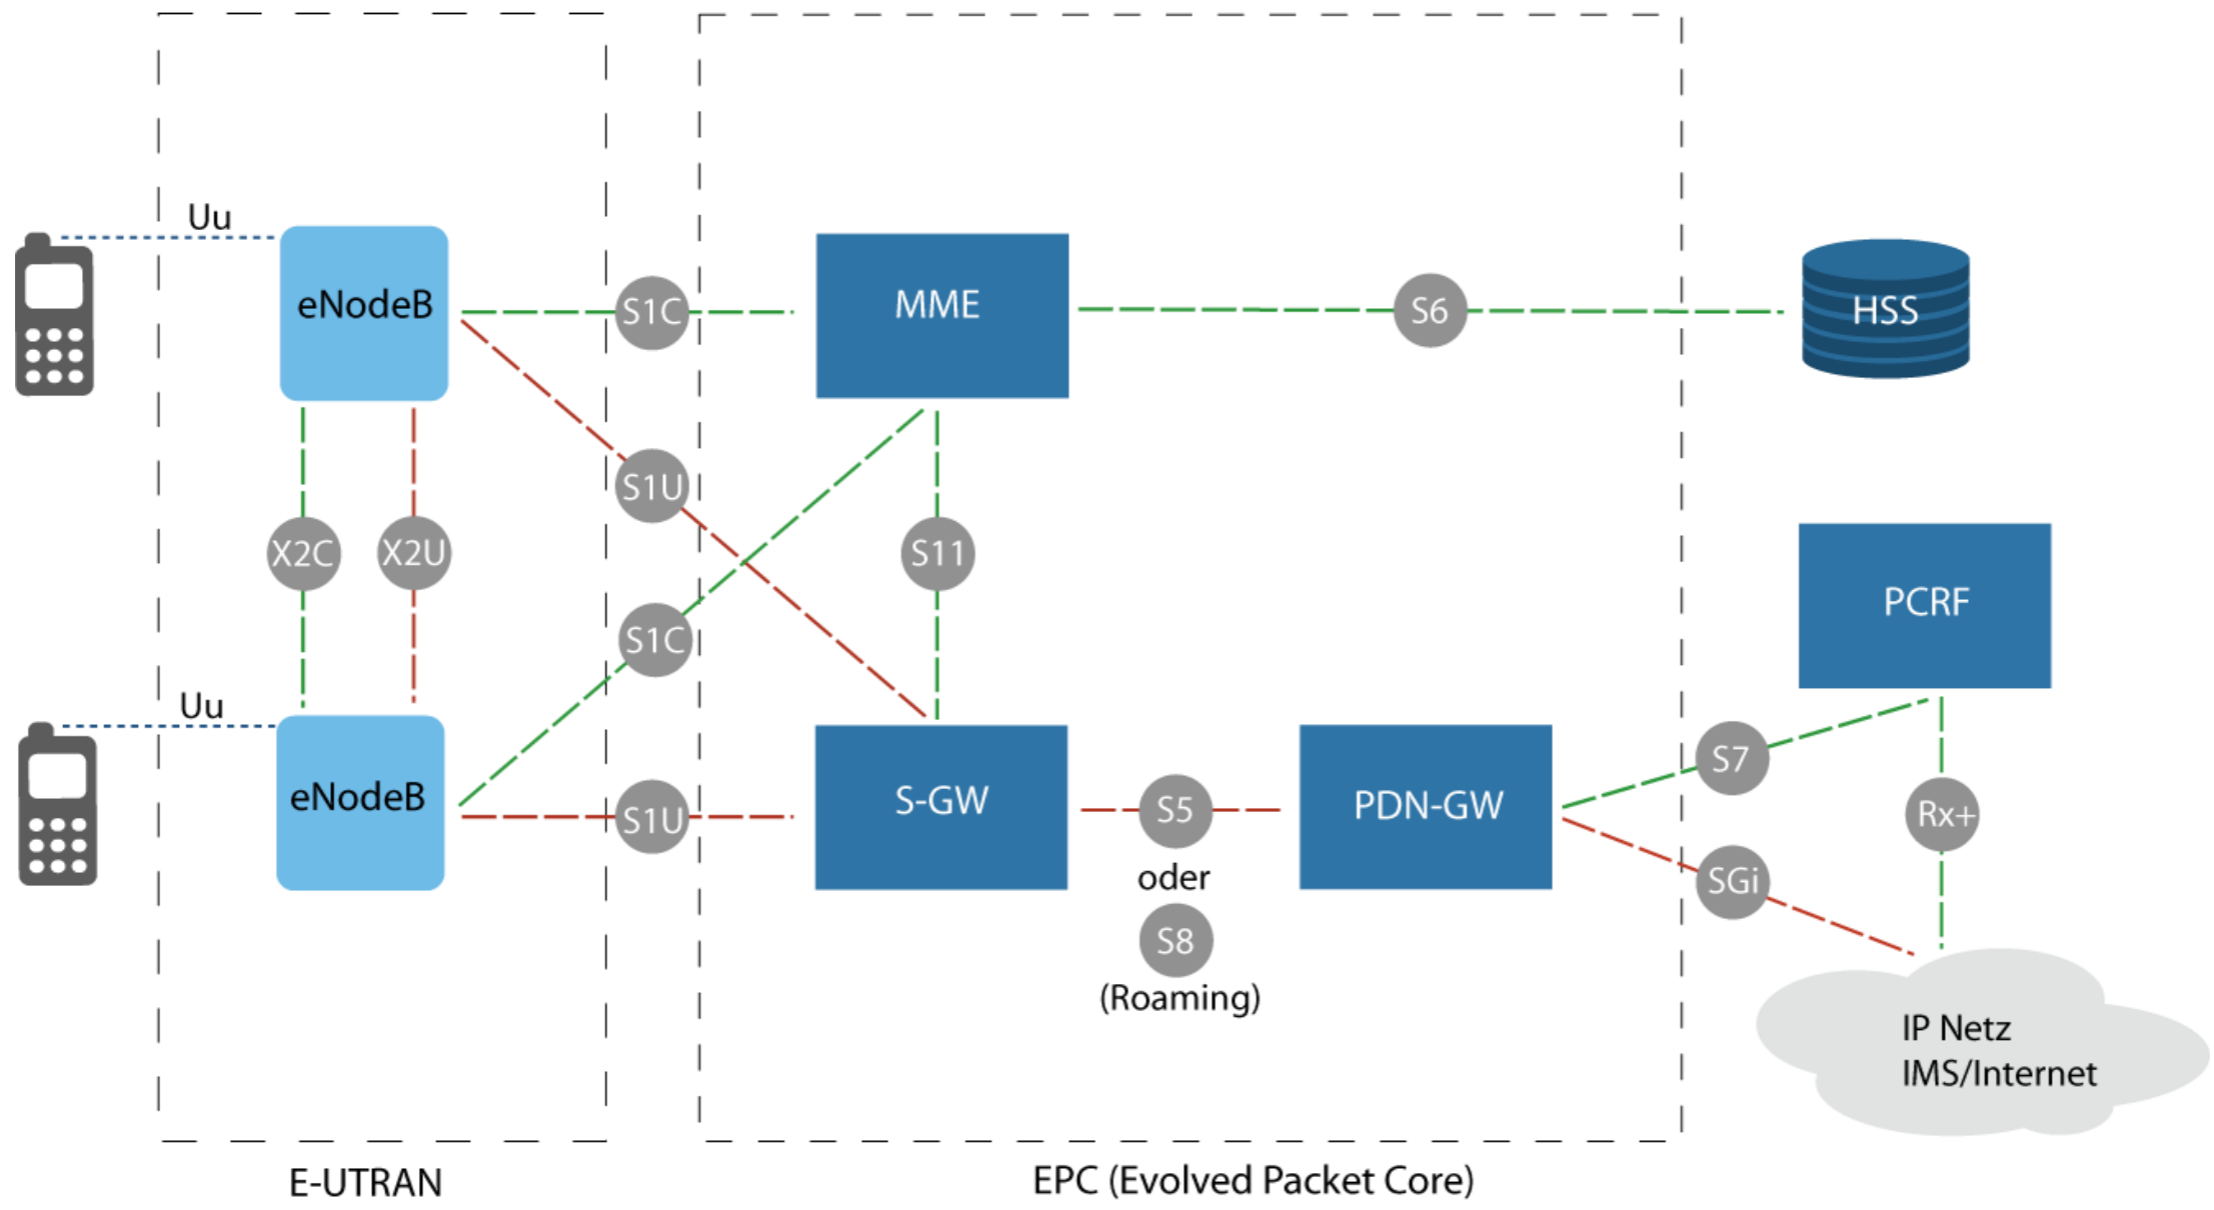 Uu
eNodeB
S1C
MME
S6
HSS
S1U
X2C
X2U
S11
S1C
PCRF
Uu
eNodeB
S1U
S-GW
S5
oder
S8
(Roaming)
PDN-GW
S7
Rx+
SGi
IP Netz
IMS/Internet
E-UTRAN
EPC (Evolved Packet Core)